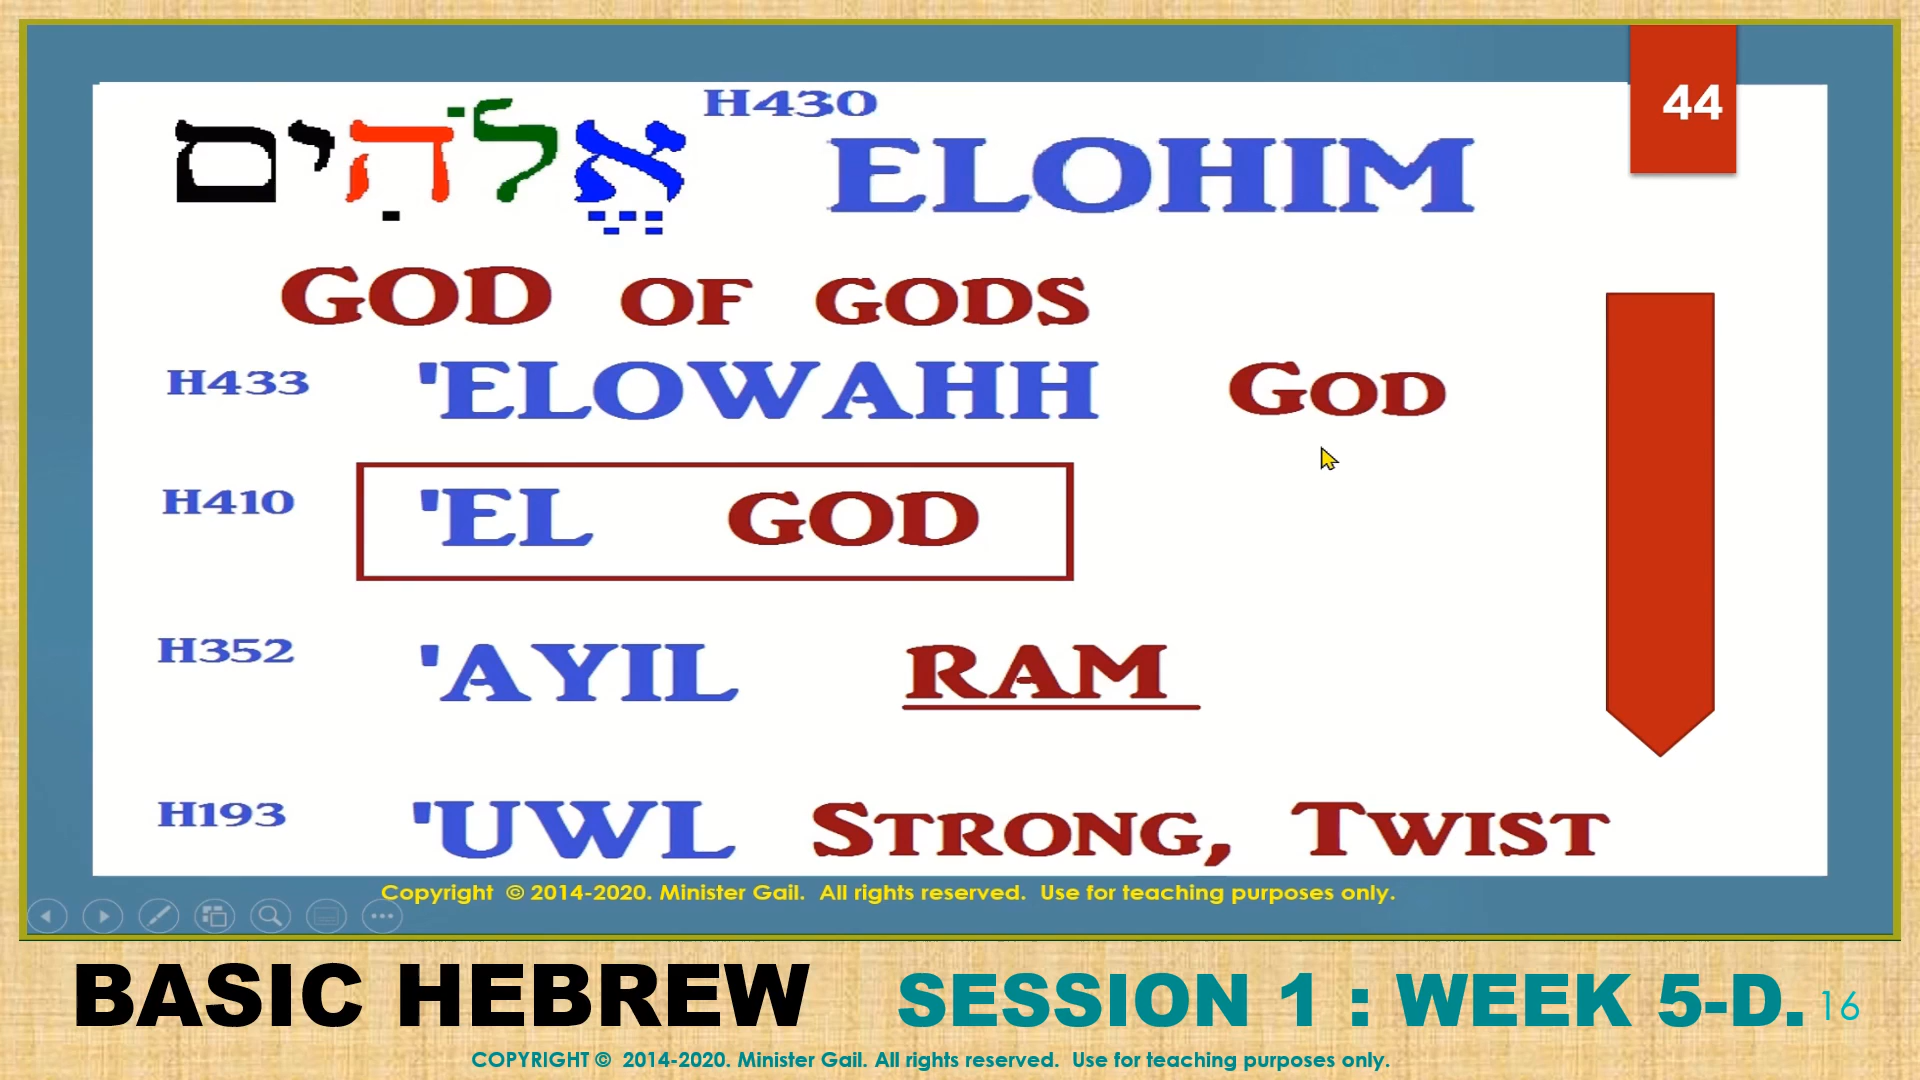 44
אֱלֹהִים H430 ELOHIM
GOD OF GODS
H433 'ELOWAHH GOD
H410 'EL GOD
H352 'AYIL RAM
H193 'UWL STRONG, TWIST
Copyright © 2014-2020. Minister Gail. All rights reserved. Use for teaching purposes only.
BASIC HEBREW SESSION 1 : WEEK 5-D. 16
COPYRIGHT © 2014-2020. Minister Gail. All rights reserved. Use for teaching purposes only.